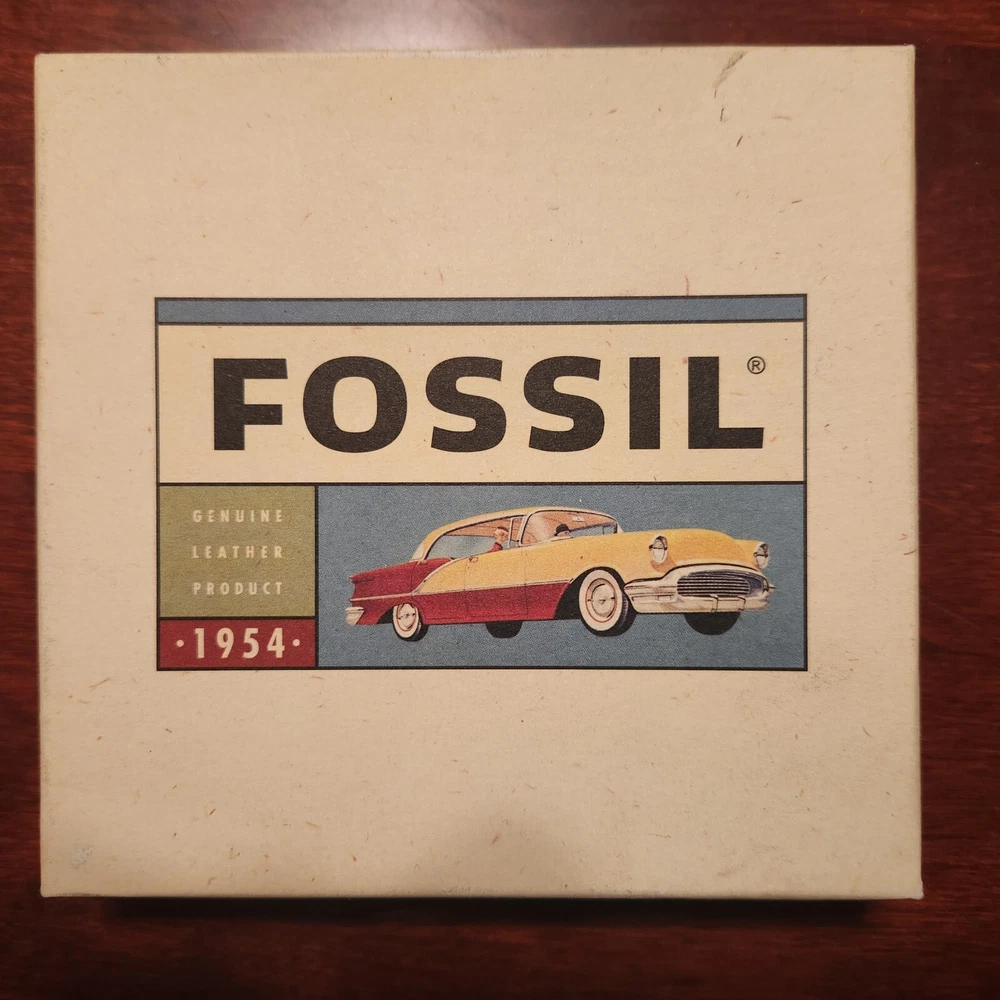 FOSSIL®
GENUINE
LEATHER
PRODUCT
·1954·